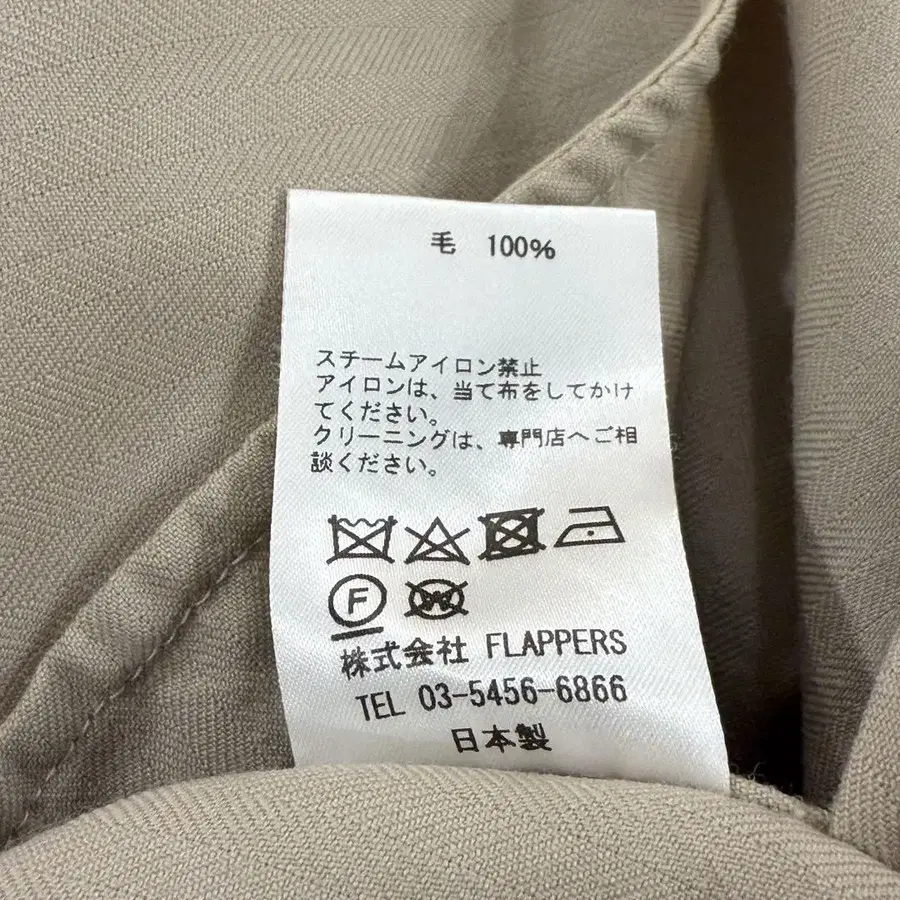 毛 100%
スチームアイロン禁止
アイロンは、当て布をしてかけ
てください。
クリーニングは、専門店へご相
談ください。
F
W
株式会社 FLAPPERS
TEL 03-5456-6866
日本製